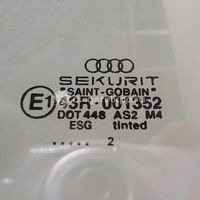 SEKURIT
"SAINT-GOBAIN"
E1 43R-001352
DOT 448 AS2 M4
ESG tinted
..... 2